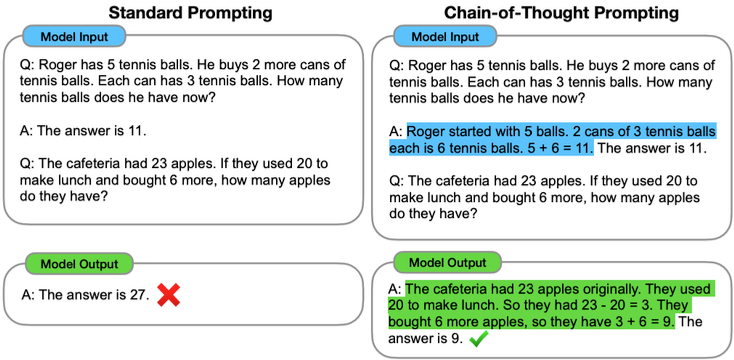 Standard Prompting
Model Input
Q: Roger has 5 tennis balls. He buys 2 more cans of
tennis balls. Each can has 3 tennis balls. How many
tennis balls does he have now?
A: The answer is 11.
Q: The cafeteria had 23 apples. If they used 20 to
make lunch and bought 6 more, how many apples
do they have?
Model Output
A: The answer is 27.
Chain-of-Thought Prompting
Model Input
Q: Roger has 5 tennis balls. He buys 2 more cans of
tennis balls. Each can has 3 tennis balls. How many
tennis balls does he have now?
A: Roger started with 5 balls. 2 cans of 3 tennis balls
each is 6 tennis balls. 5 + 6 = 11. The answer is 11.
Q: The cafeteria had 23 apples. If they used 20 to
make lunch and bought 6 more, how many apples
do they have?
Model Output
A: The cafeteria had 23 apples originally. They used
20 to make lunch. So they had 23 - 20 = 3. They
bought 6 more apples, so they have 3 + 6 = 9. The
answer is 9.